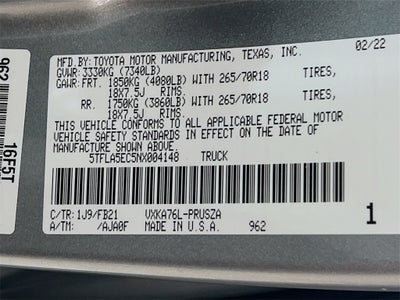 MFD.BY: TOYOTA MOTOR MANUFACTURING, TEXAS, INC. 02/22
GVWR: 3330KG (7340LB)
GAWR: FRT. 1850KG (4080LB) WITH 265/70R18 TIRES,
18X7.5J RIMS.
RR. 1750KG (3860LB) WITH 265/70R18 TIRES,
18X7.5J RIMS.
THIS VEHICLE CONFORMS TO ALL APPLICABLE FEDERAL MOTOR
VEHICLE SAFETY STANDARDS IN EFFECT ON THE DATE OF
MANUFACTURE SHOWN ABOVE.
5TFLA5EC5NX004148 TRUCK
C/TR: 1J9/FB21 VXKA76L-PRUSZA
A/TM: /AJA0F MADE IN U.S.A. 962
1
962 16F5T